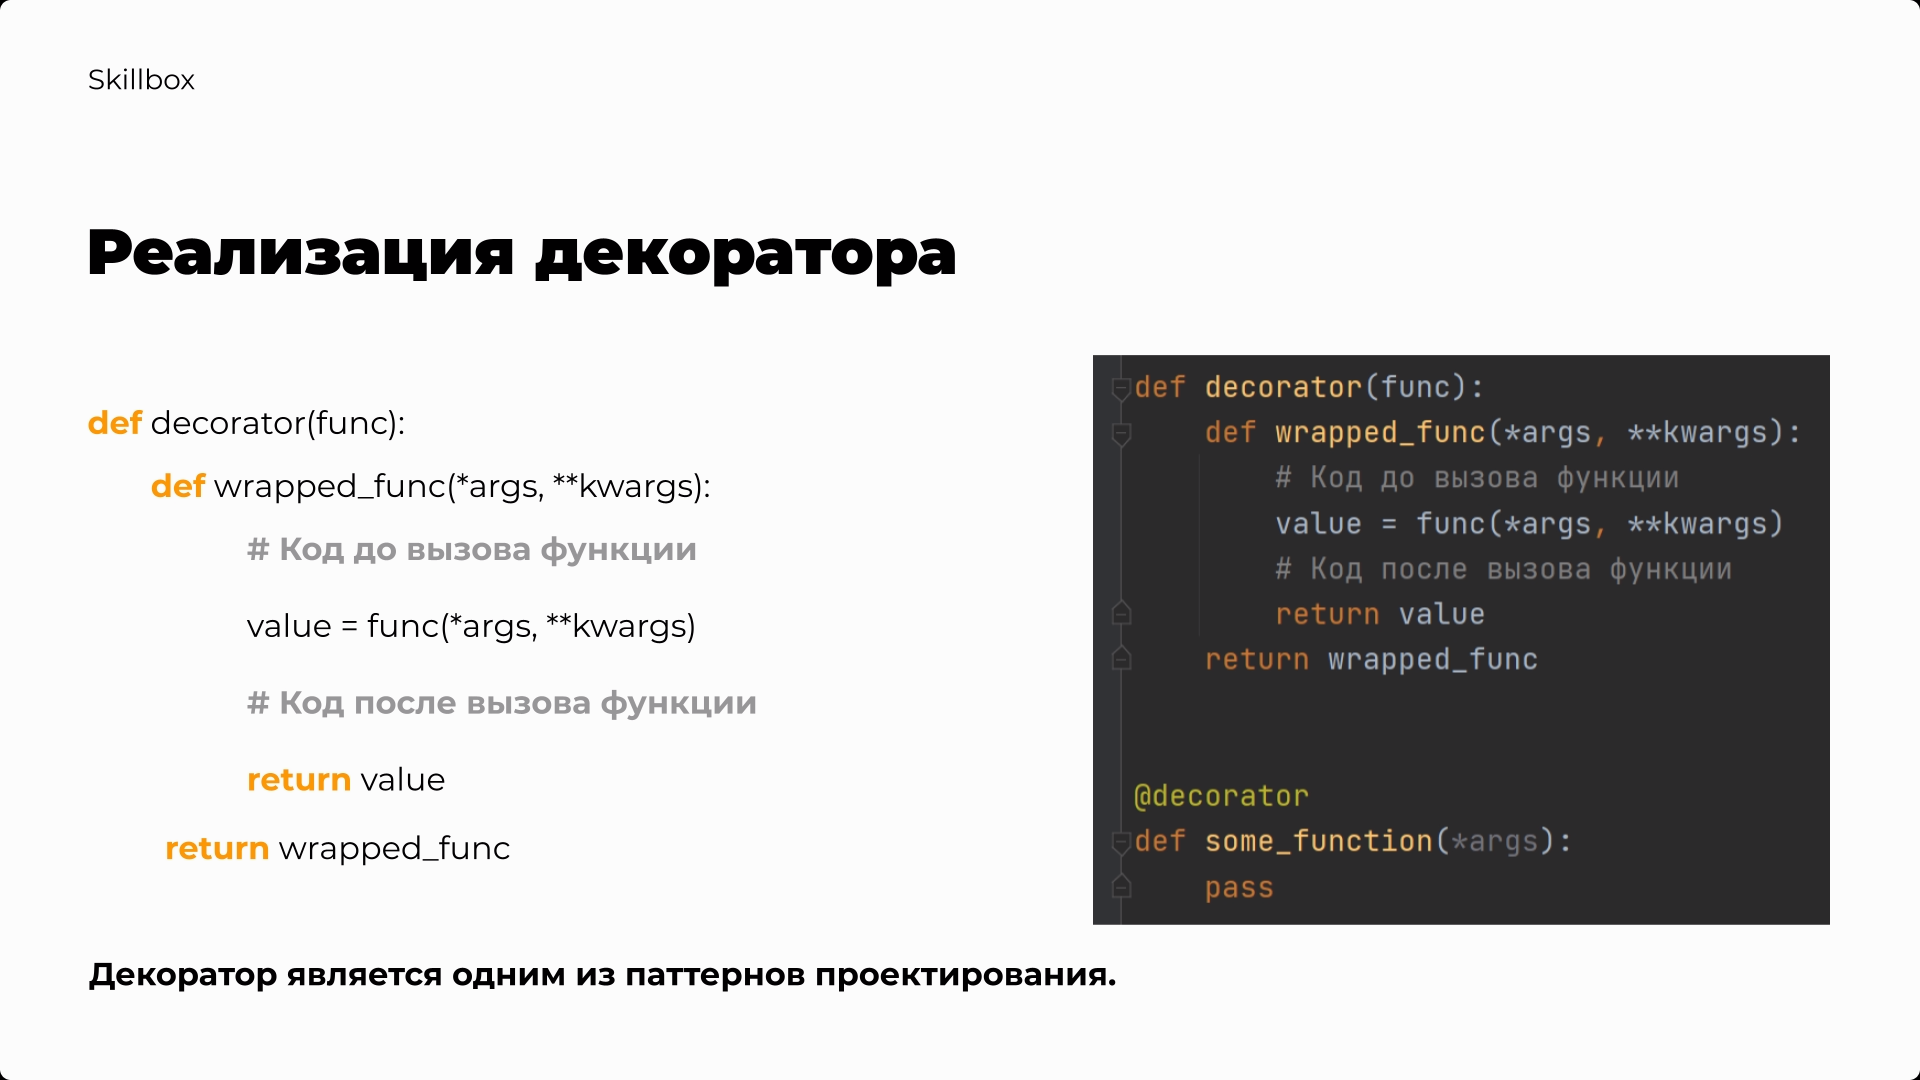 Skillbox
Реализация декоратора
def decorator(func):
def wrapped_func(*args, **kwargs):
# Код до вызова функции
value = func(*args, **kwargs)
# Код после вызова функции
return value
return wrapped_func
def decorator(func):
def wrapped_func(*args, **kwargs):
# Код до вызова функции
value = func(*args, **kwargs)
# Код после вызова функции
return value
return wrapped_func
@decorator
def some_function(*args):
pass
Декоратор является одним из паттернов проектирования.